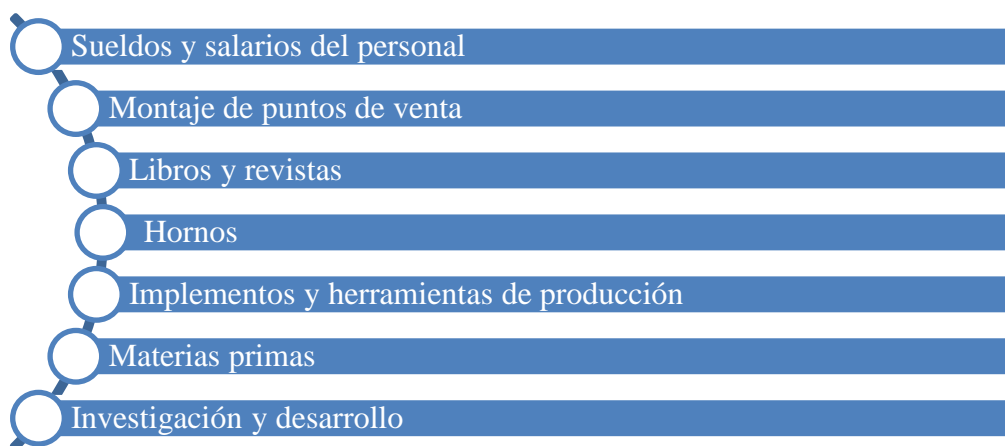 Sueldos y salarios del personal
Montaje de puntos de venta
Libros y revistas
Hornos
Implementos y herramientas de producción
Materias primas
Investigación y desarrollo